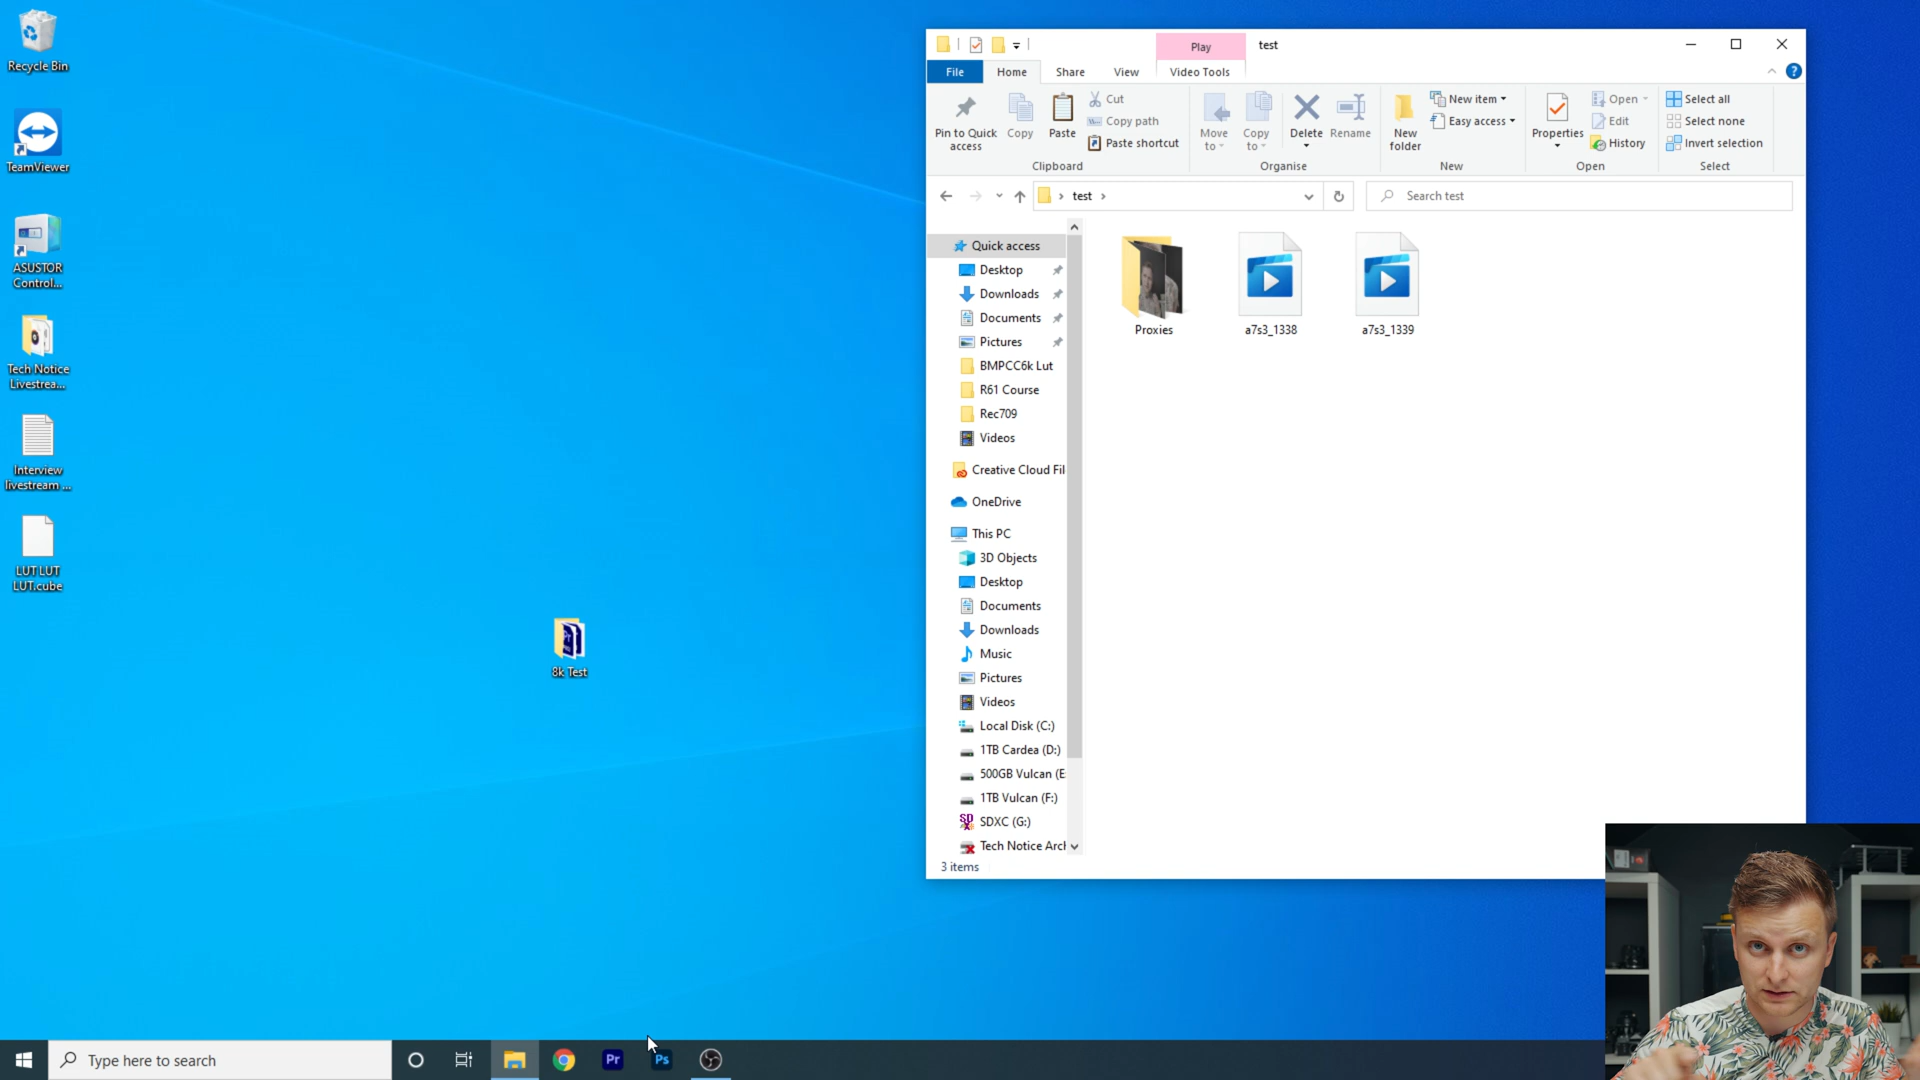 Recycle Bin
TeamViewer
ASUSTOR
Control...
Tech Notice
Livestrea...
Interview
livestream ...
LUT LUT
LUT.cube
8k Test
Play
test
File
Home
Share
View
Video Tools
Pin to Quick
access
Copy
Paste
Cut
Copy path
Paste shortcut
Clipboard
Move
to
Copy
to
Delete
Rename
Organise
New
folder
New item
Easy access
New
Properties
Open
Edit
History
Open
Select all
Select none
Invert selection
Select
test
Search test
Quick access
Desktop
Downloads
Documents
Pictures
BMPCC6k Lut
R61 Course
Rec709
Videos
Creative Cloud Fil
OneDrive
This PC
3D Objects
Desktop
Documents
Downloads
Music
Pictures
Videos
Local Disk (C:)
1TB Cardea (D:)
500GB Vulcan (E:
1TB Vulcan (F:)
SDXC (G:)
Tech Notice Arch
Proxies
a7s3_1338
a7s3_1339
3 items
Type here to search
Pr
Ps